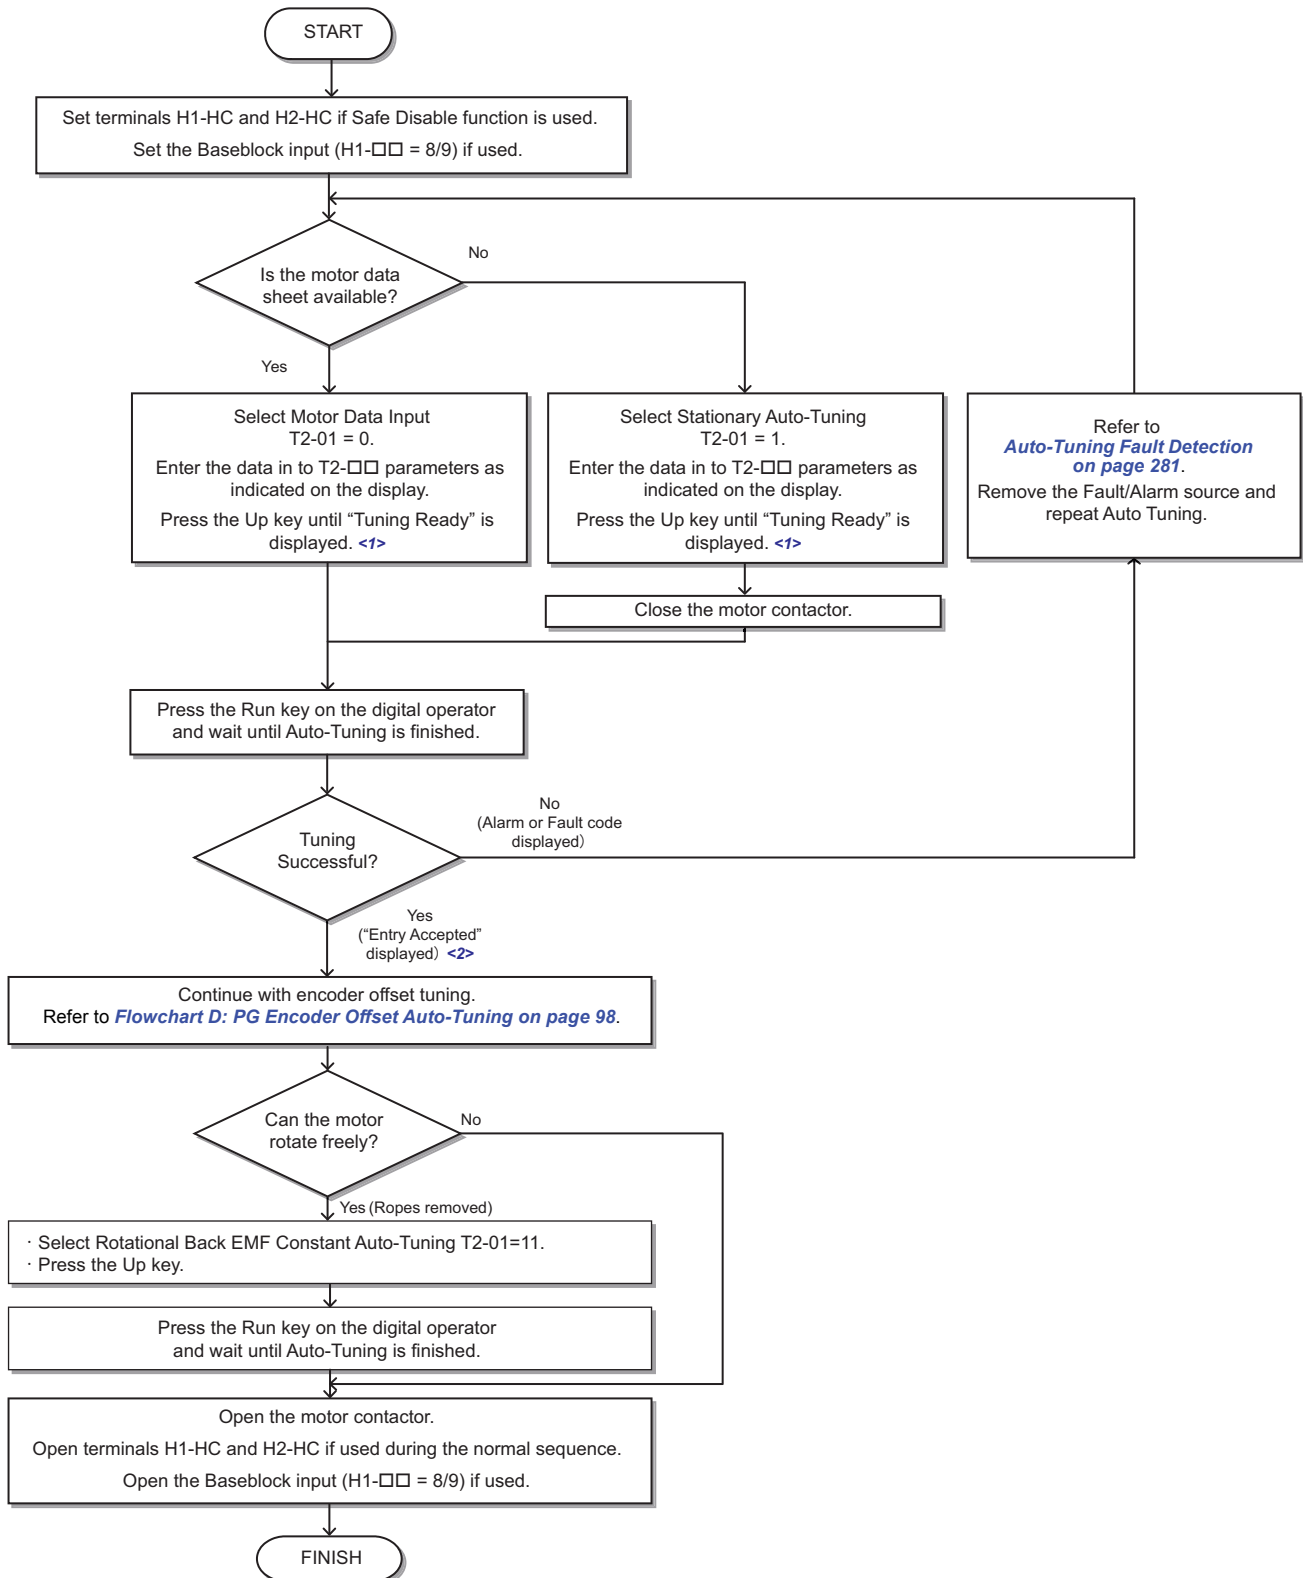 START
Set terminals H1-HC and H2-HC if Safe Disable function is used.
Set the Baseblock input (H1-□□ = 8/9) if used.
Is the motor data
sheet available?
No
Yes
Select Motor Data Input
T2-01 = 0.
Enter the data in to T2-□□ parameters as
indicated on the display.
Press the Up key until “Tuning Ready” is
displayed. <1>
Select Stationary Auto-Tuning
T2-01 = 1.
Enter the data in to T2-□□ parameters as
indicated on the display.
Press the Up key until “Tuning Ready” is
displayed. <1>
Refer to
Auto-Tuning Fault Detection
on page 281.
Remove the Fault/Alarm source and
repeat Auto Tuning.
Close the motor contactor.
Press the Run key on the digital operator
and wait until Auto-Tuning is finished.
Tuning
Successful?
No
(Alarm or Fault code
displayed)
Yes
(“Entry Accepted”
displayed) <2>
Continue with encoder offset tuning.
Refer to Flowchart D: PG Encoder Offset Auto-Tuning on page 98.
Can the motor
rotate freely?
No
Yes (Ropes removed)
· Select Rotational Back EMF Constant Auto-Tuning T2-01=11.
· Press the Up key.
Press the Run key on the digital operator
and wait until Auto-Tuning is finished.
Open the motor contactor.
Open terminals H1-HC and H2-HC if used during the normal sequence.
Open the Baseblock input (H1-□□ = 8/9) if used.
FINISH